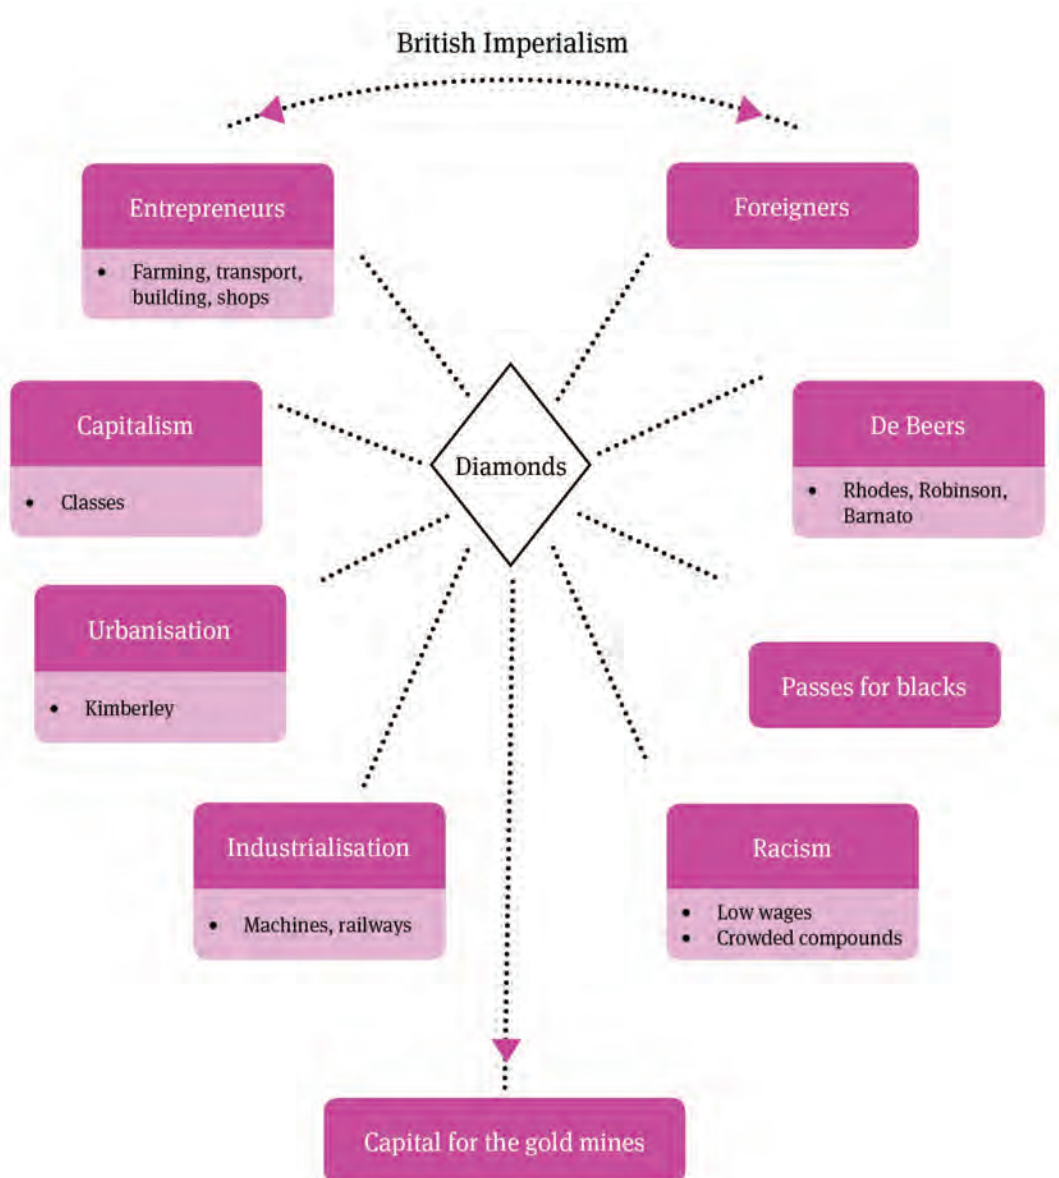 British Imperialism
Entrepreneurs
• Farming, transport,
building, shops
Foreigners
Capitalism
• Classes
Diamonds
De Beers
• Rhodes, Robinson,
Barnato
Urbanisation
• Kimberley
Passes for blacks
Industrialisation
• Machines, railways
Racism
• Low wages
• Crowded compounds
Capital for the gold mines